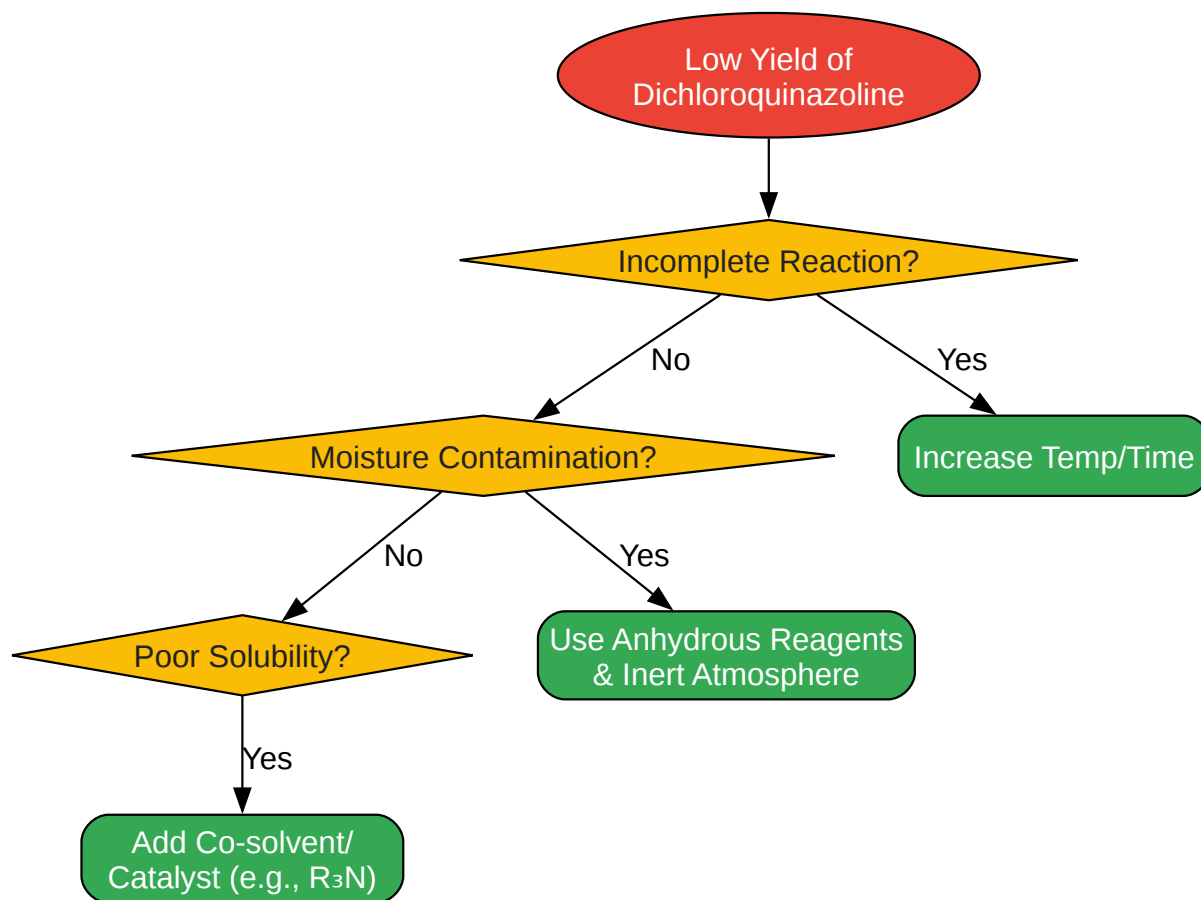 Low Yield of
Dichloroquinazoline
Incomplete Reaction?
No
Yes
Moisture Contamination?
Increase Temp/Time
No
Yes
Poor Solubility?
Use Anhydrous Reagents
& Inert Atmosphere
Yes
Add Co-solvent/
Catalyst (e.g., R₃N)